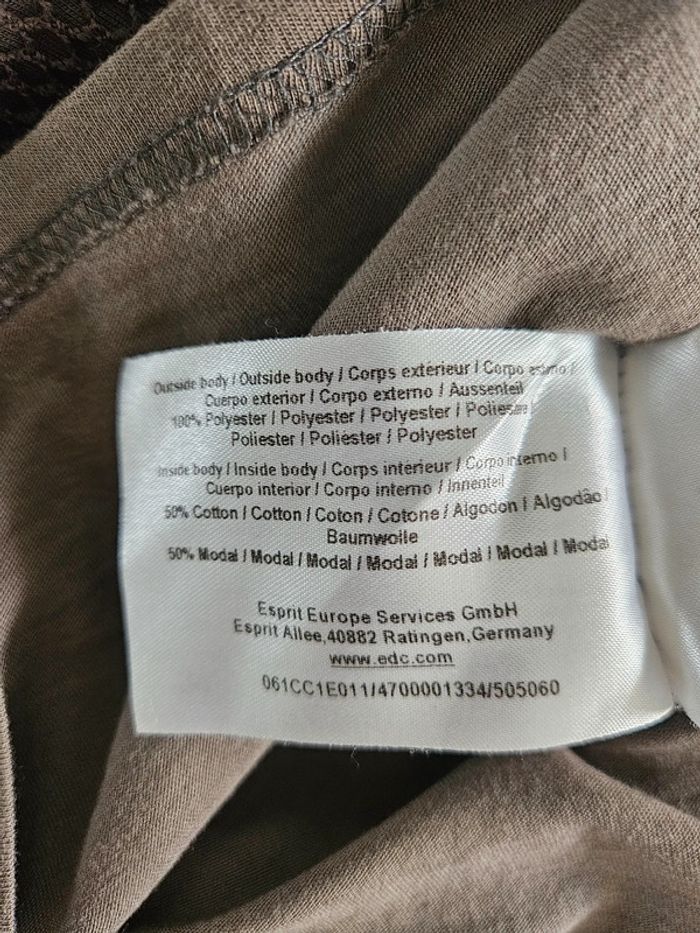 Outside body / Outside body / Corps extérieur / Corpo esterno /
Cuerpo exterior / Corpo externo / Aussenteil
100% Polyester / Polyester / Polyester / Poliestere /
Poliester / Poliéster / Polyester
Inside body / Inside body / Corps intérieur / Corpo interno /
Cuerpo interior / Corpo interno / Innenteil
50% Cotton / Cotton / Coton / Cotone / Algodon / Algodão /
Baumwolle
50% Modal / Modal / Modal / Modal / Modal / Modal / Modal
Esprit Europe Services GmbH
Esprit Allee,40882 Ratingen,Germany
www.edc.com
061CC1E011/4700001334/505060